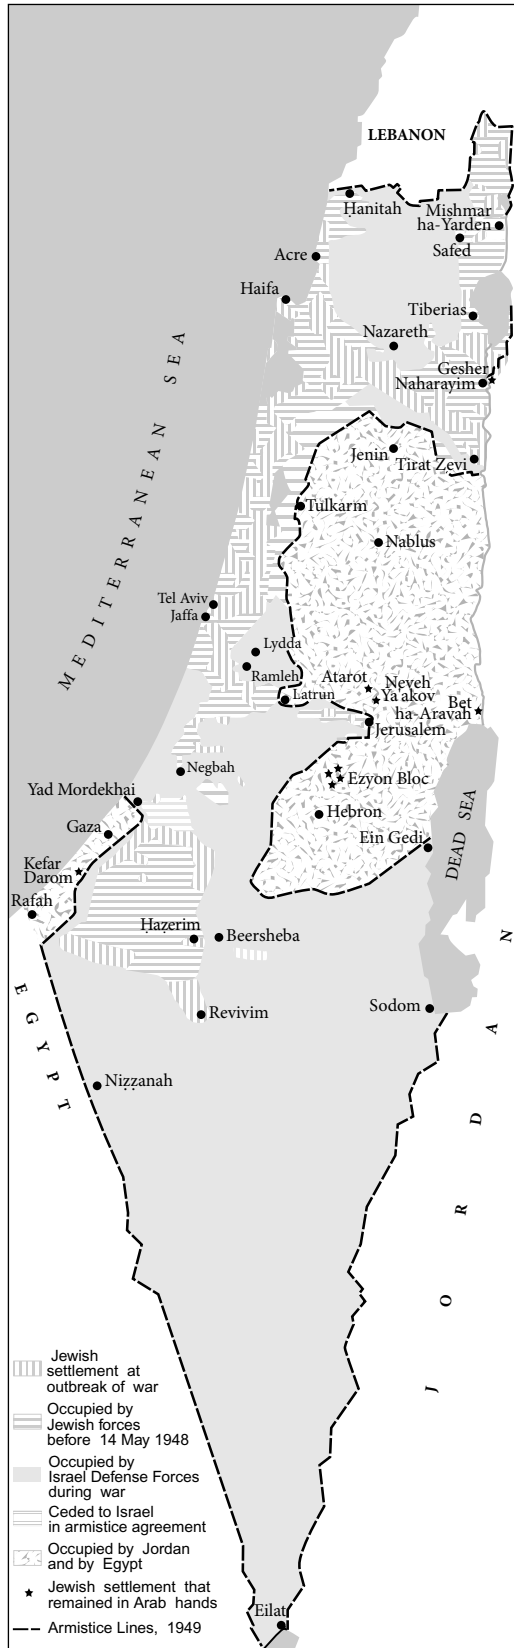 LEBANON
Ḥanitah
Mishmar
ha-Yarden
Safed
Acre
Haifa
Tiberias
Nazareth
Gesher
Naharayim
MEDITERRANEAN SEA
Jenin
Tirat Ẓevi
Tulkarm
Nablus
Tel Aviv
Jaffa
Lydda
Ramleh
Atarot
Neveh
Ya'akov
Latrun
Bet
ha-Aravah
Jerusalem
Negbah
Ezyon Bloc
Yad Mordekhai
Hebron
Gaza
Ein Gedi
DEAD SEA
Kefar
Darom
Rafah
Ḥaẓerim
Beersheba
EGYPT
Revivim
Sodom
JORDAN
Niẓẓanah
Jewish
settlement at
outbreak of war
Occupied by
Jewish forces
before 14 May 1948
Occupied by
Israel Defense Forces
during war
Ceded to Israel
in armistice agreement
Occupied by Jordan
and by Egypt
Jewish settlement that
remained in Arab hands
Armistice Lines, 1949
Eilat